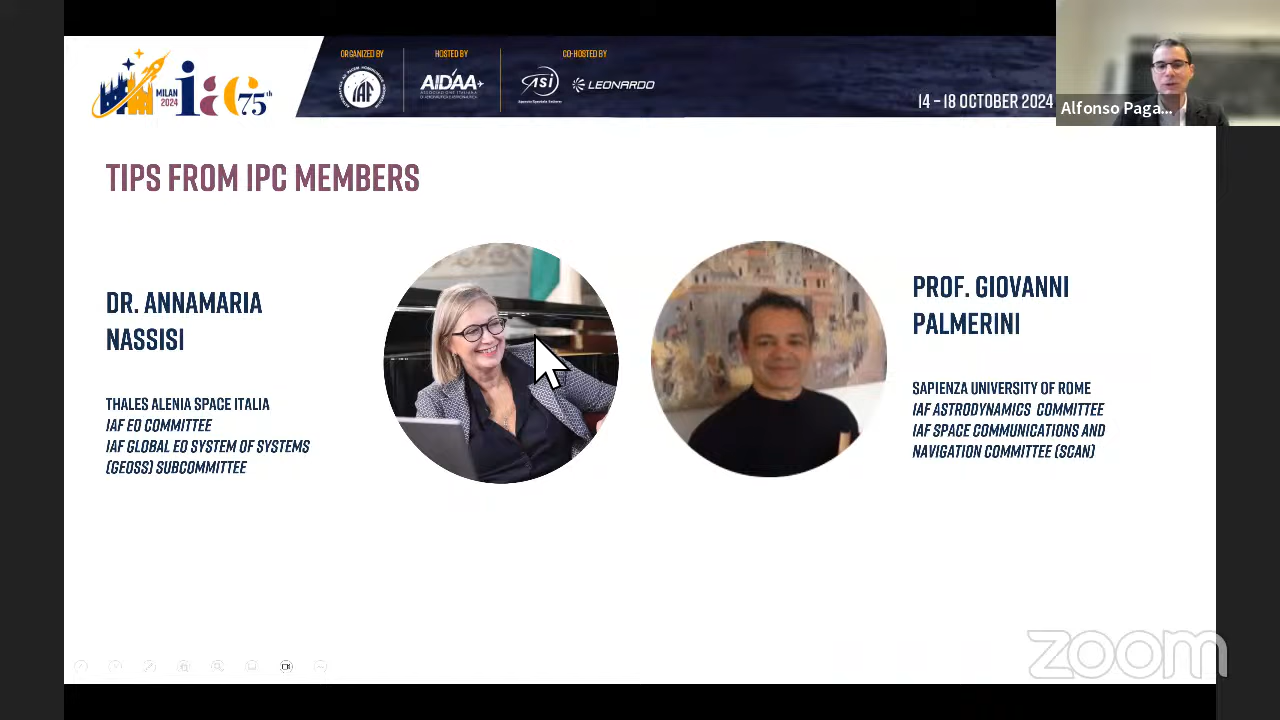 MILAN
2024
iac
75th
ORGANIZED BY
IAF
HOSTED BY
AIDAA
CO-HOSTED BY
asi
Agenzia Spaziale Italiana
LEONARDO
14 – 18 OCTOBER 2024
Alfonso Paga...
TIPS FROM IPC MEMBERS
DR. ANNAMARIA
NASSISI
THALES ALENIA SPACE ITALIA
IAF EO COMMITTEE
IAF GLOBAL EO SYSTEM OF SYSTEMS
(GEOSS) SUBCOMMITTEE
PROF. GIOVANNI
PALMERINI
SAPIENZA UNIVERSITY OF ROME
IAF ASTRODYNAMICS COMMITTEE
IAF SPACE COMMUNICATIONS AND
NAVIGATION COMMITTEE (SCAN)
zoom